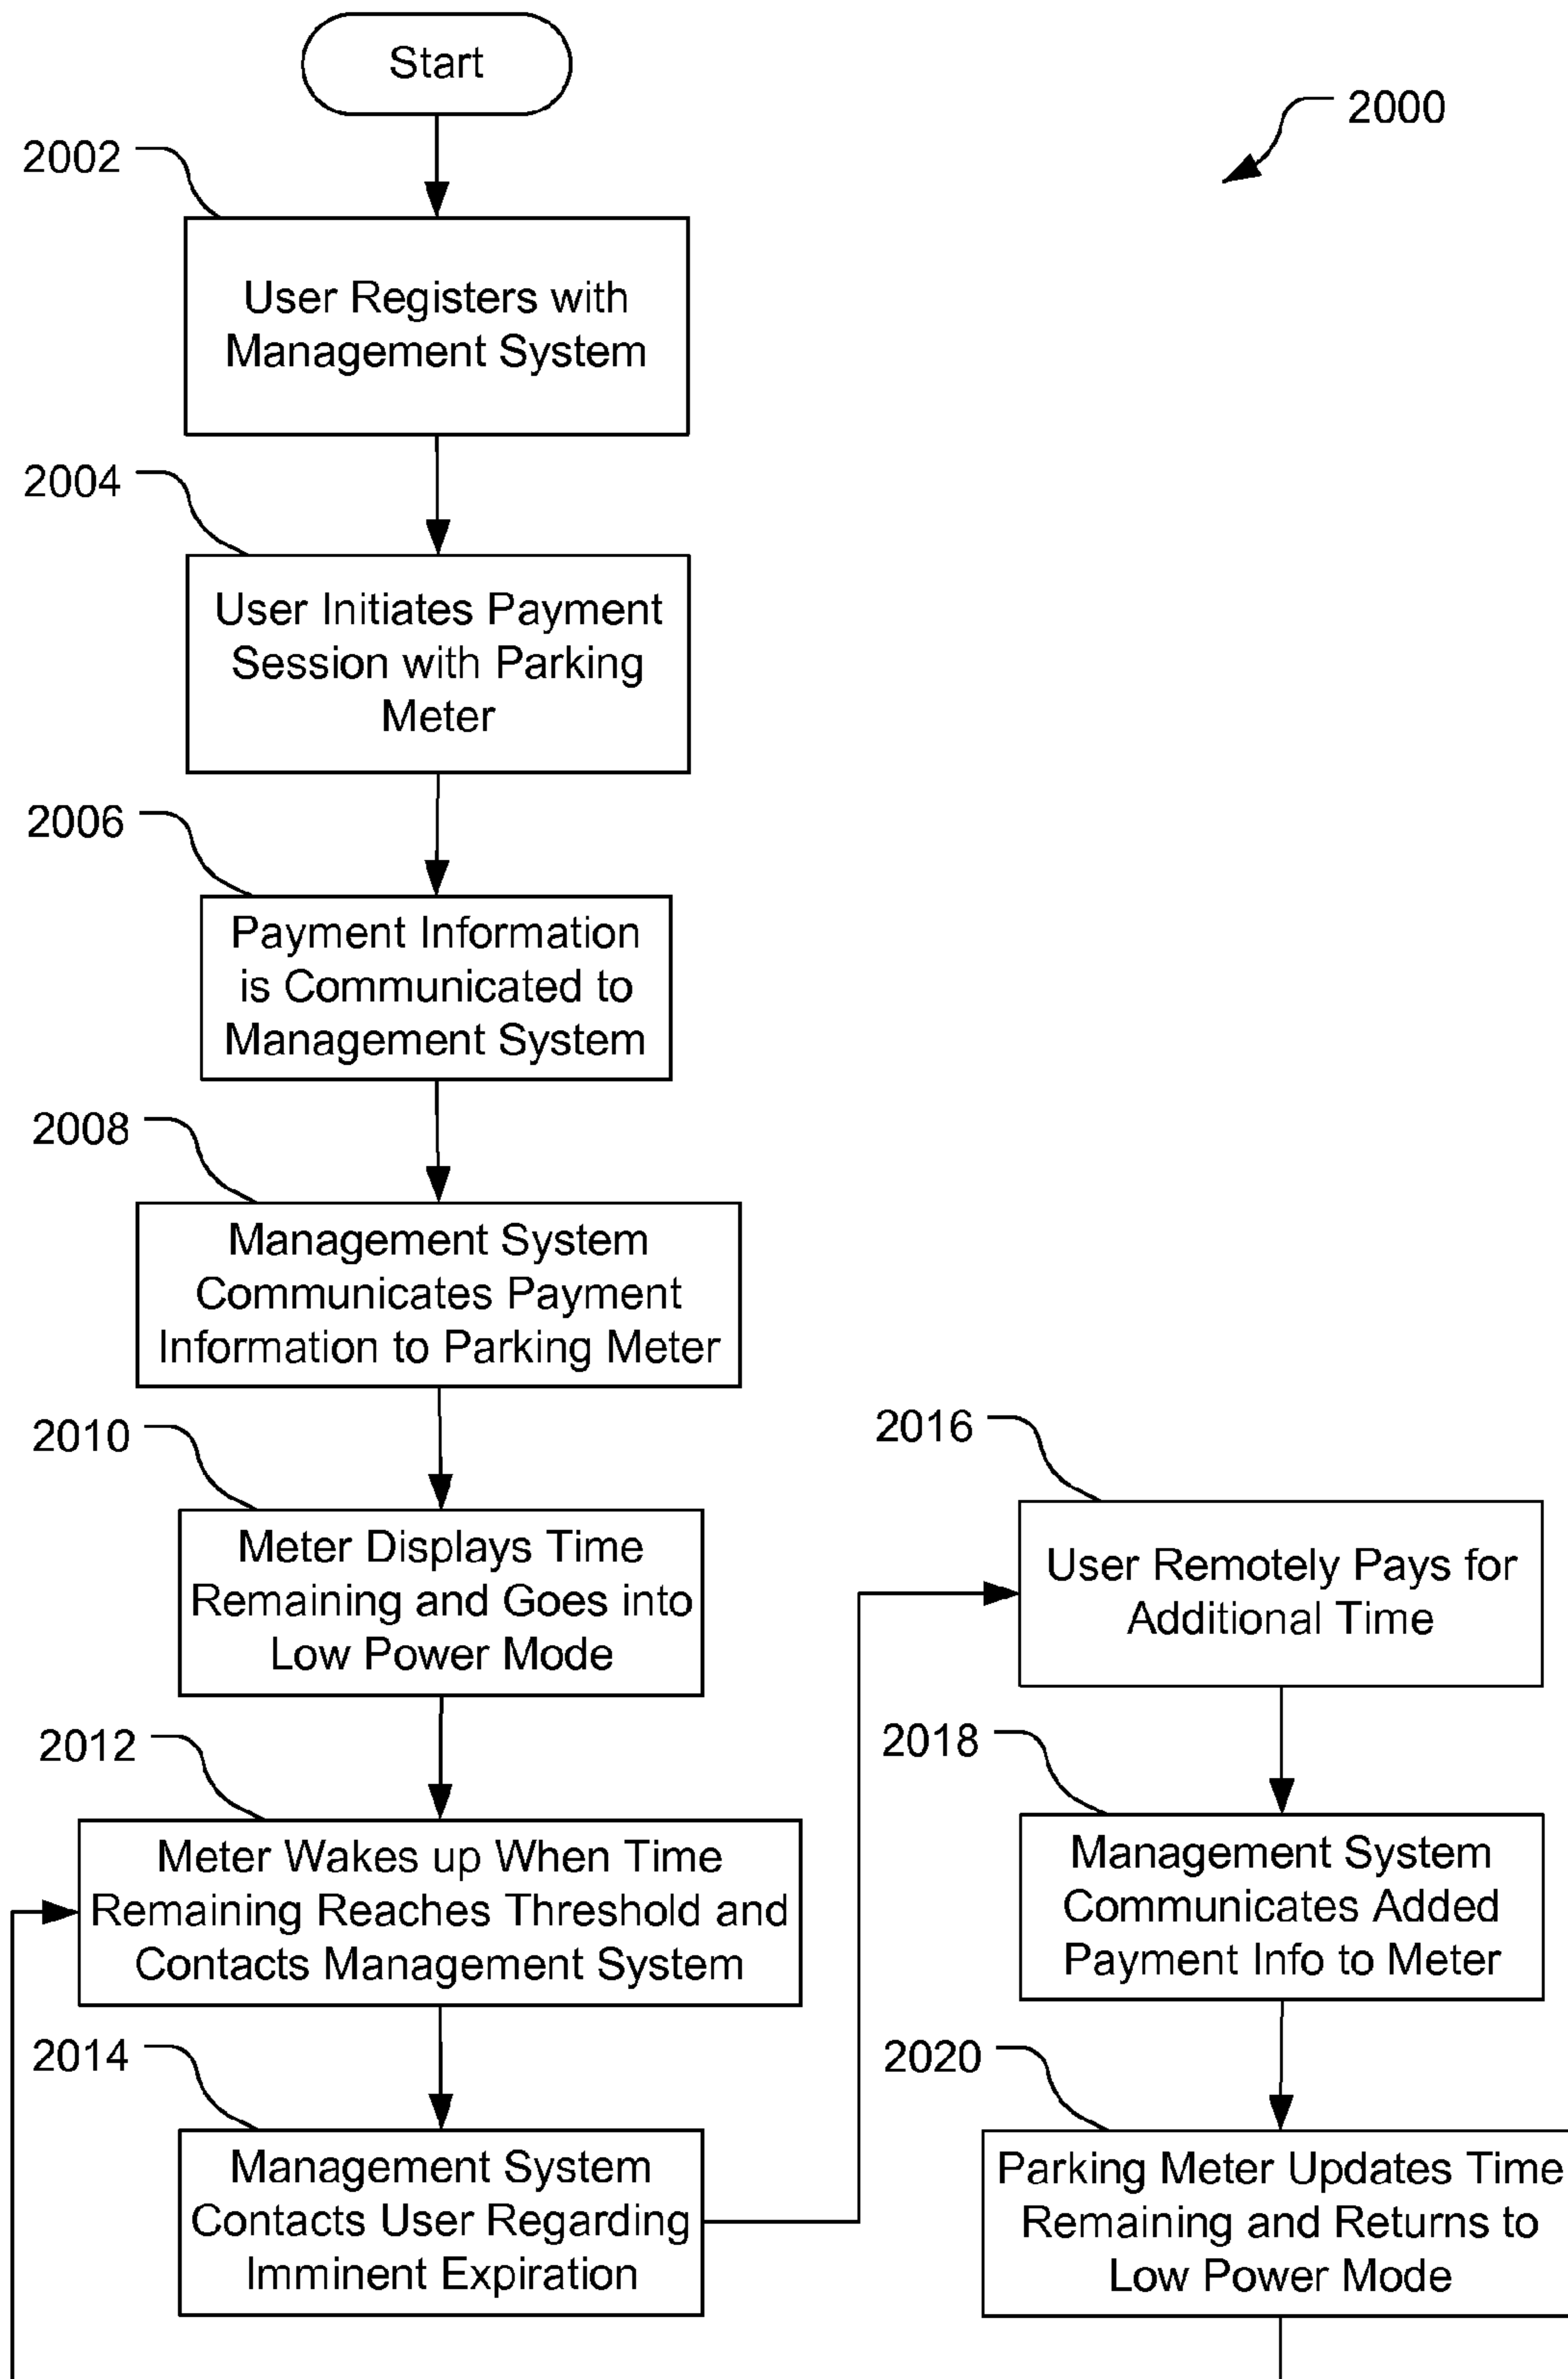 Start
2000
2002
User Registers with
Management System
2004
User Initiates Payment
Session with Parking
Meter
2006
Payment Information
is Communicated to
Management System
2008
Management System
Communicates Payment
Information to Parking Meter
2010
Meter Displays Time
Remaining and Goes into
Low Power Mode
2012
Meter Wakes up When Time
Remaining Reaches Threshold and
Contacts Management System
2014
Management System
Contacts User Regarding
Imminent Expiration
2016
User Remotely Pays for
Additional Time
2018
Management System
Communicates Added
Payment Info to Meter
2020
Parking Meter Updates Time
Remaining and Returns to
Low Power Mode